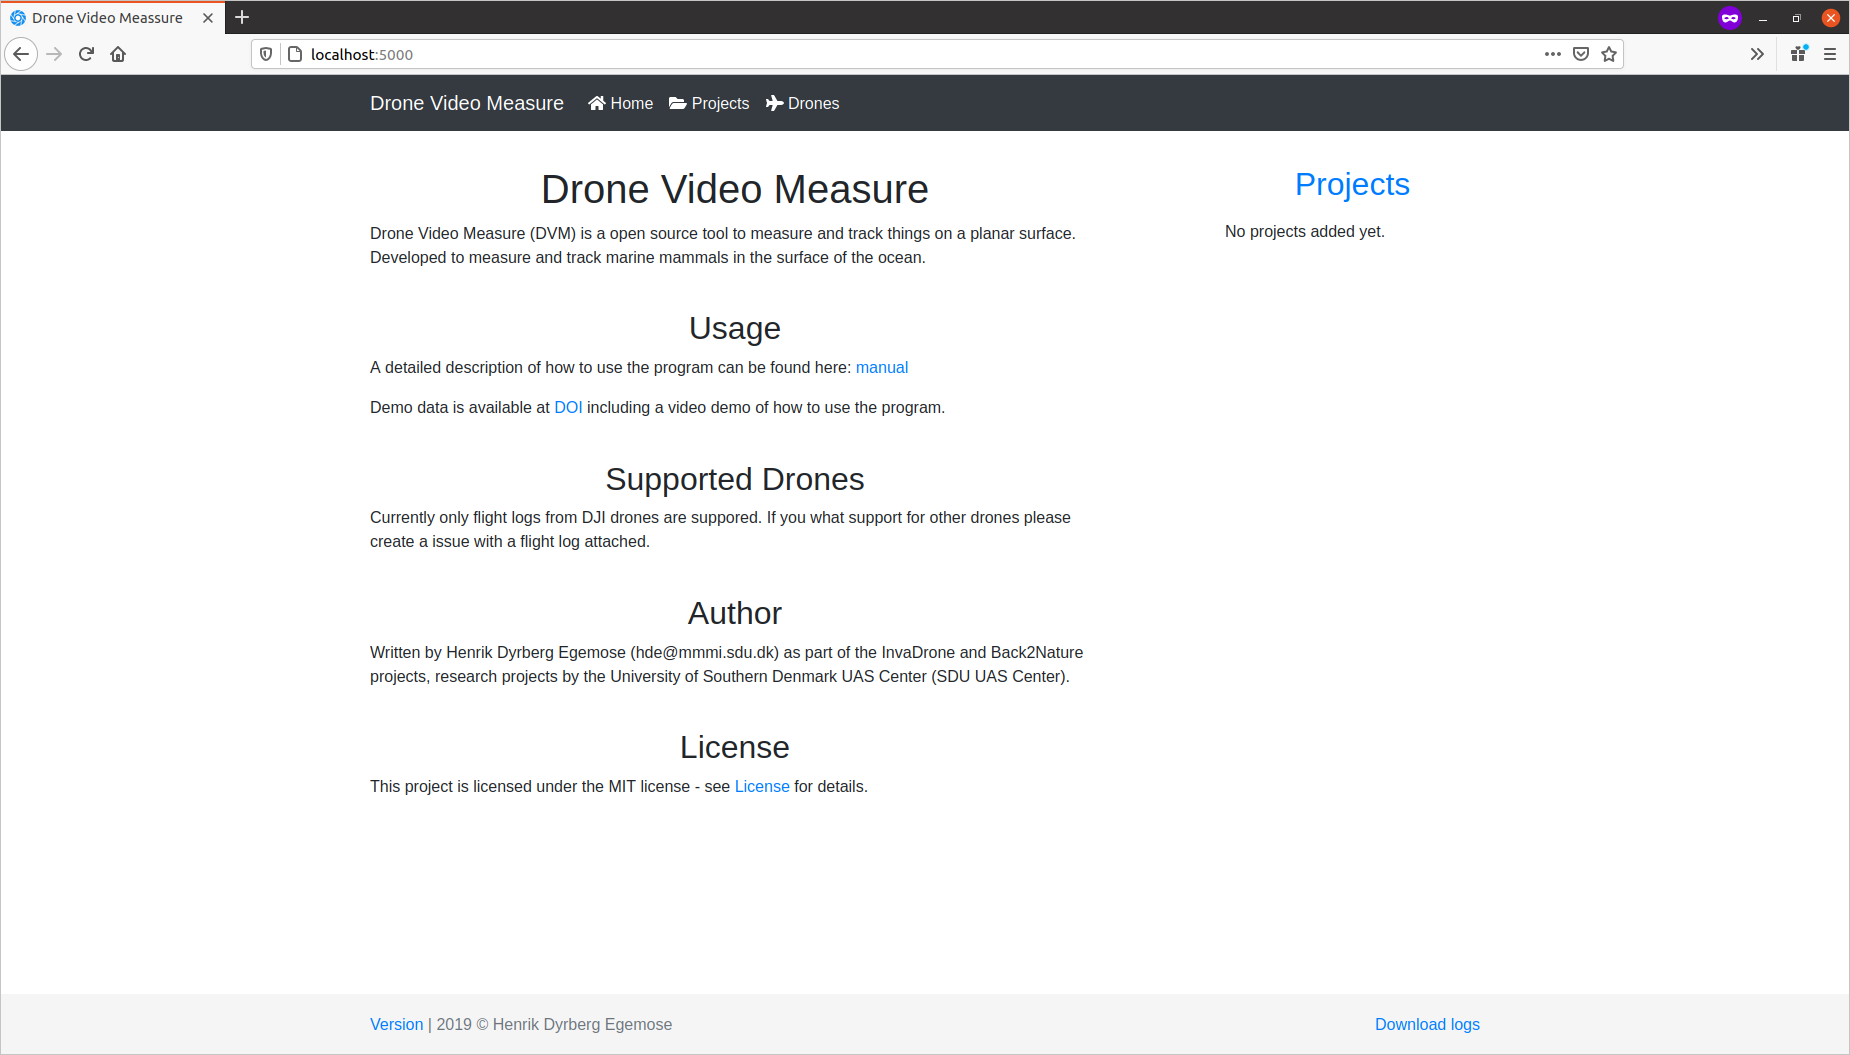 Drone Video Meassure
localhost:5000
Drone Video Measure Home Projects Drones
Drone Video Measure
Drone Video Measure (DVM) is a open source tool to measure and track things on a planar surface.
Developed to measure and track marine mammals in the surface of the ocean.
Usage
A detailed description of how to use the program can be found here: manual
Demo data is available at DOI including a video demo of how to use the program.
Supported Drones
Currently only flight logs from DJI drones are suppored. If you what support for other drones please
create a issue with a flight log attached.
Author
Written by Henrik Dyrberg Egemose (hde@mmmi.sdu.dk) as part of the InvaDrone and Back2Nature
projects, research projects by the University of Southern Denmark UAS Center (SDU UAS Center).
License
This project is licensed under the MIT license - see License for details.
Projects
No projects added yet.
Version | 2019 © Henrik Dyrberg Egemose
Download logs